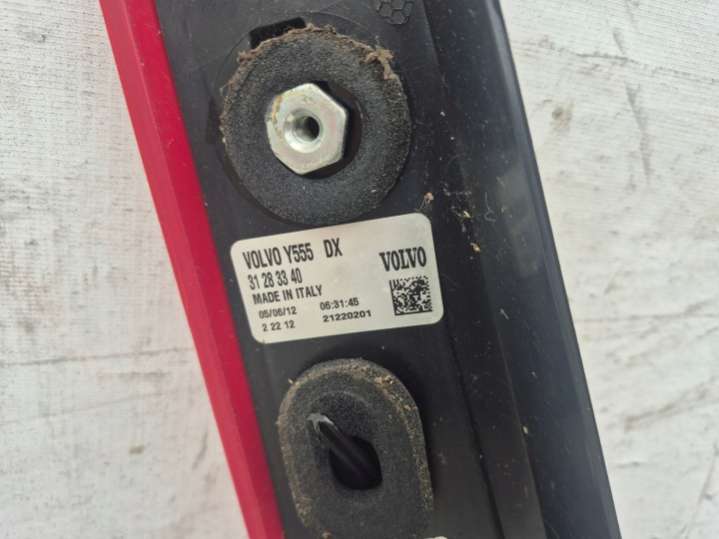 VOLVO Y555 DX
31 28 33 40
MADE IN ITALY
05/06/12 06:31:45
2 22 12 21220201
VOLVO